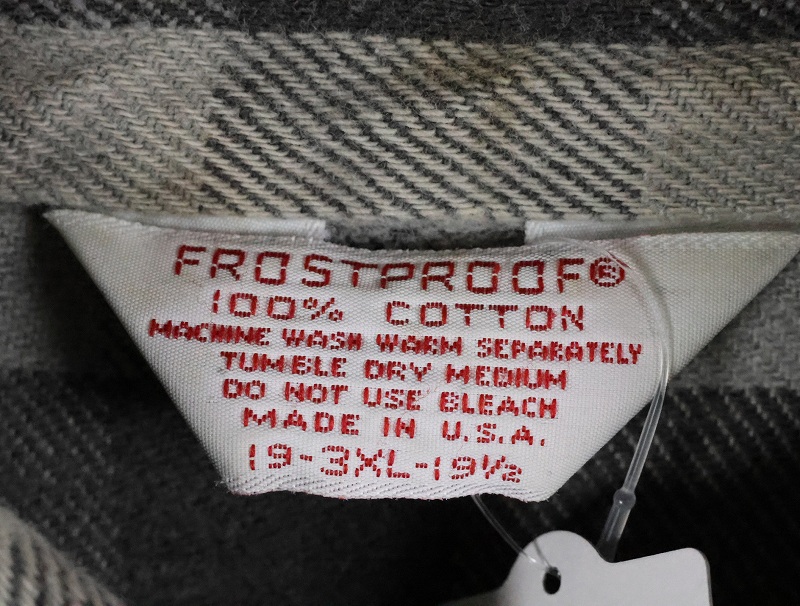 FROSTPROOF®
100% COTTON
MACHINE WASH WARM SEPARATELY
TUMBLE DRY MEDIUM
DO NOT USE BLEACH
MADE IN U.S.A.
19-3XL-19½